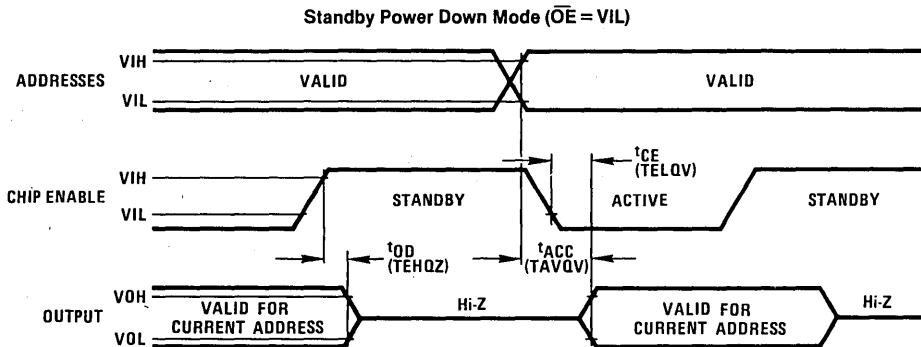 Standby Power Down Mode (O̅E̅ = VIL)
ADDRESSES
VIH
VIL
VALID
VALID
CHIP ENABLE
VIH
VIL
STANDBY
tCE
(TELQV)
ACTIVE
STANDBY
tOD
(TEHQZ)
tACC
(TAVQV)
OUTPUT
VOH
VOL
VALID FOR
CURRENT ADDRESS
Hi-Z
VALID FOR
CURRENT ADDRESS
Hi-Z